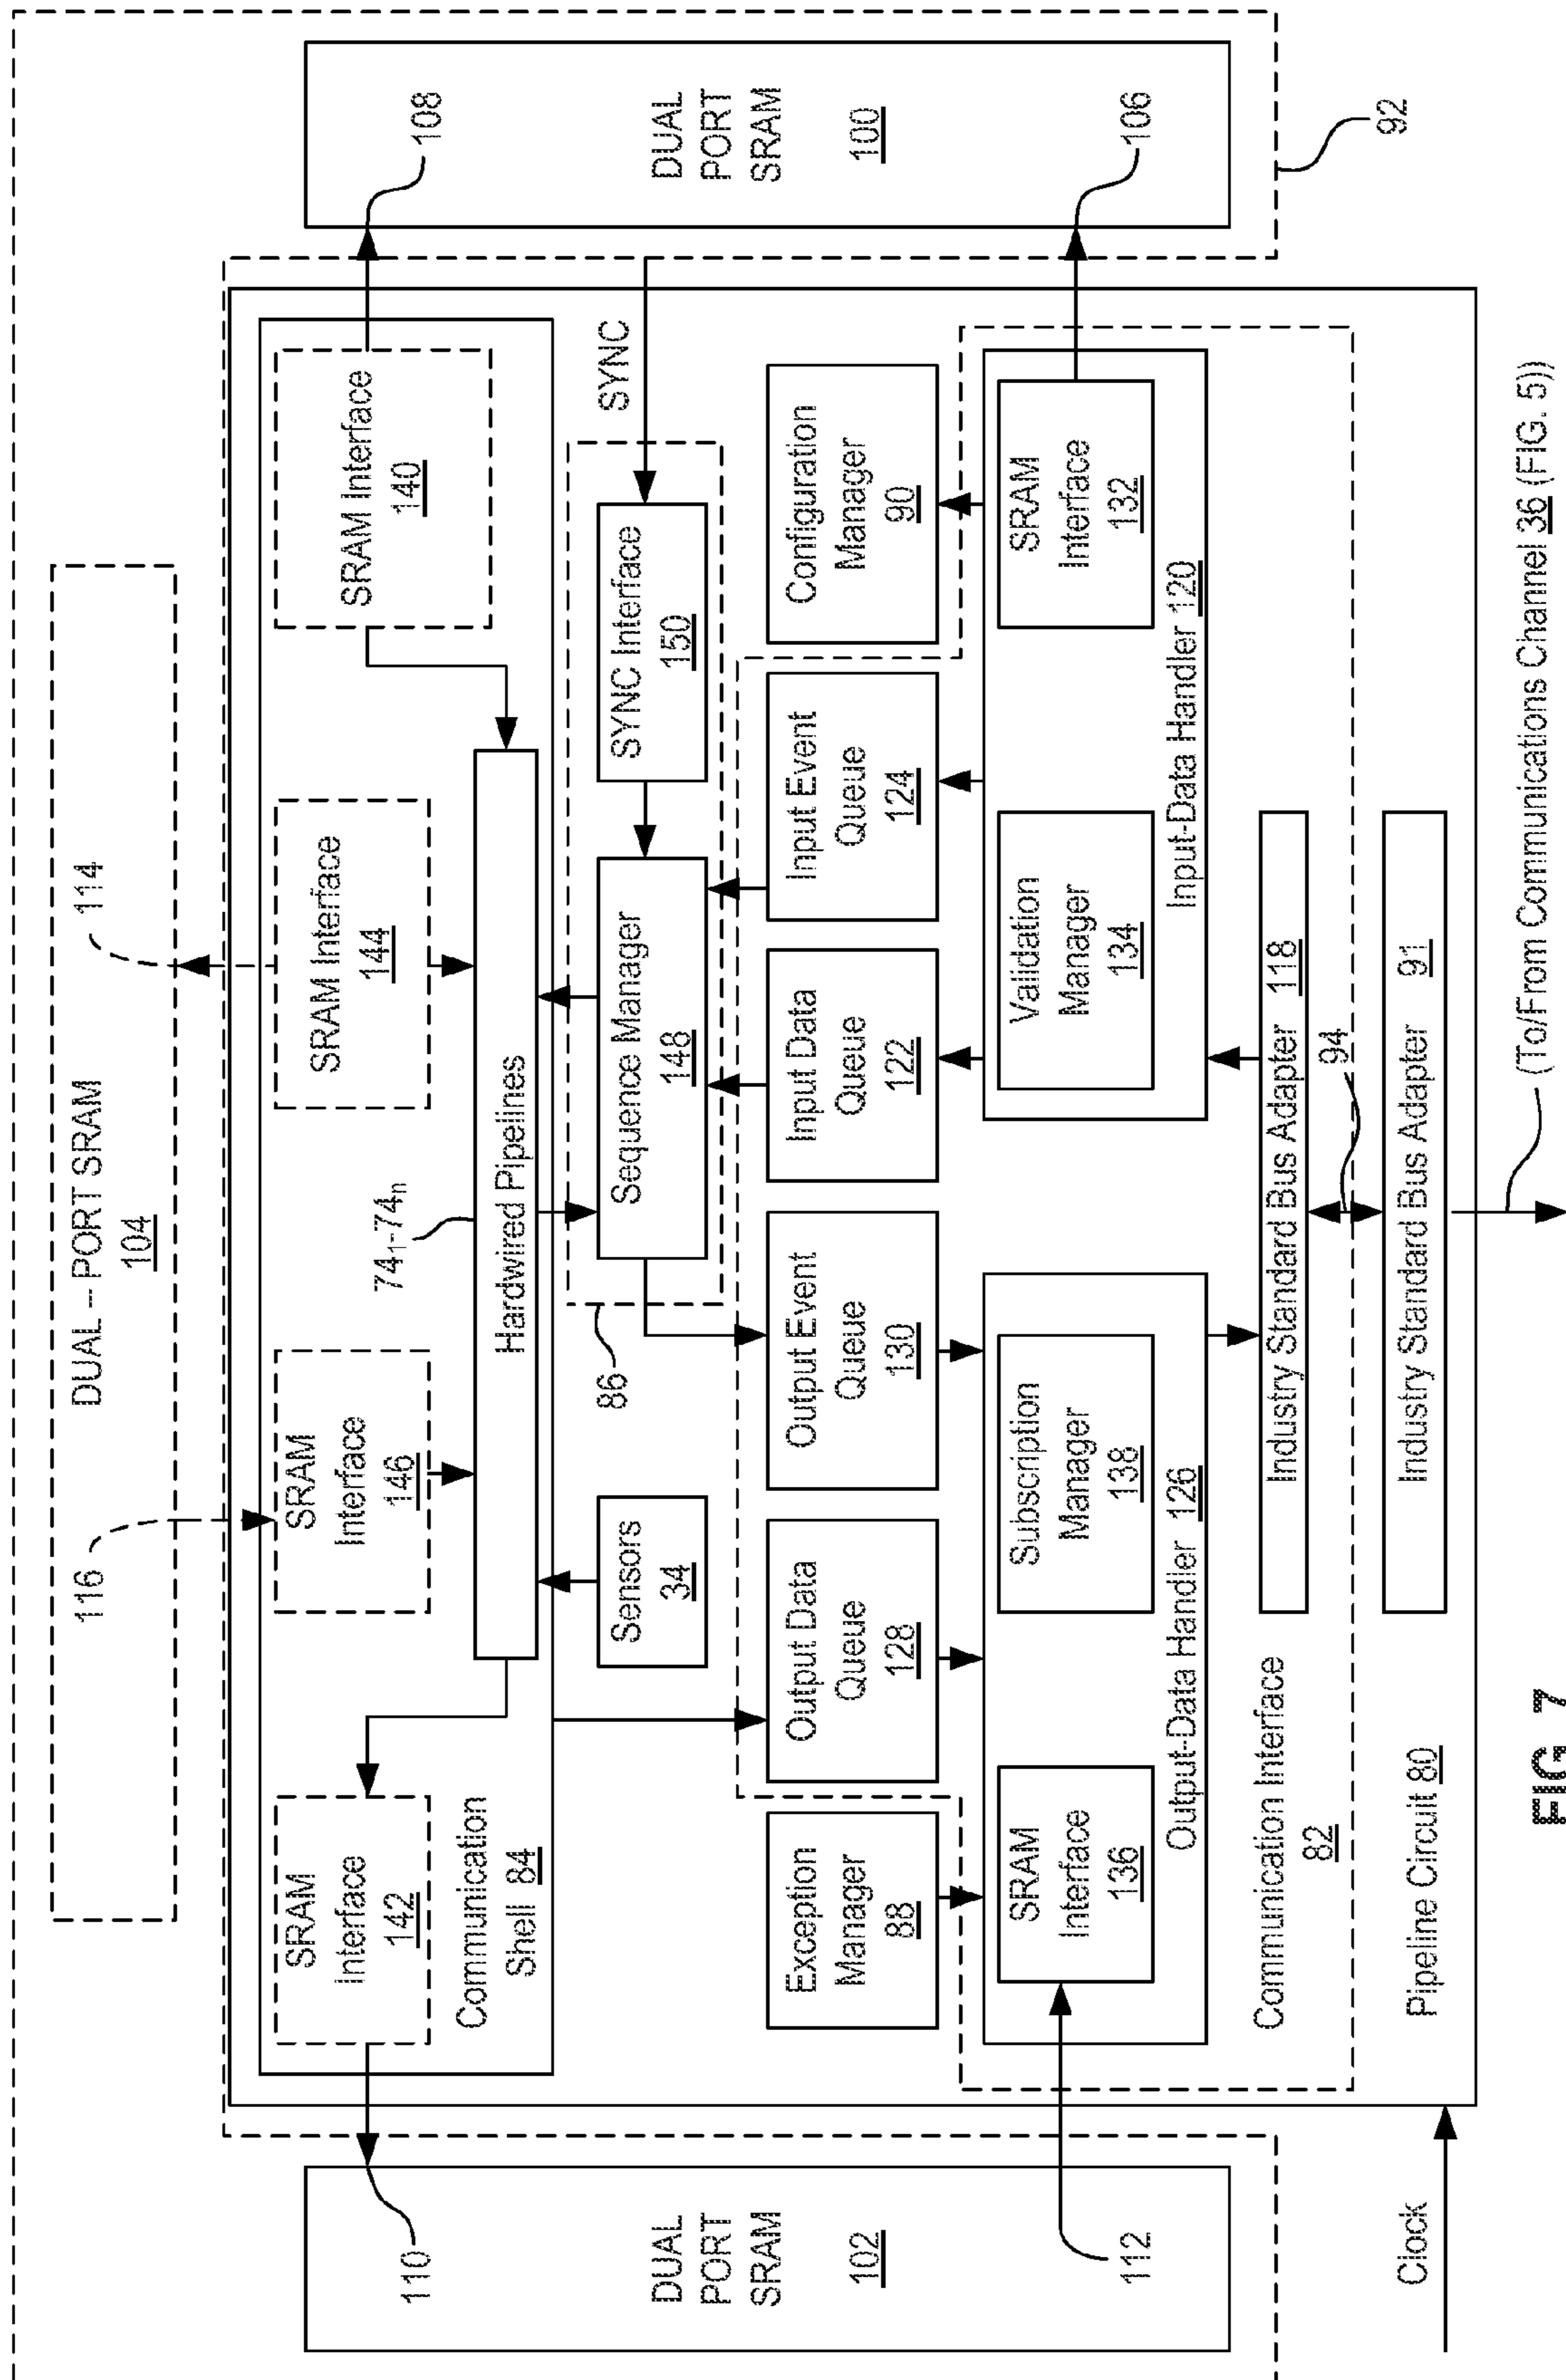 DUAL -- PORT SRAM
104
116
114
SRAM
Interface
142
SRAM
Interface
146
SRAM Interface
144
SRAM Interface
140
Communication
Shell 84
74₁-74ₙ
Hardwired Pipelines
110
DUAL
PORT
SRAM
102
112
108
DUAL
PORT
SRAM
100
106
92
Sensors
34
86
Sequence Manager
148
SYNC Interface
150
SYNC
Exception
Manager
88
Output Data
Queue
128
Output Event
Queue
130
Input Data
Queue
122
Input Event
Queue
124
Configuration
Manager
90
SRAM
Interface
136
Subscription
Manager
138
Output-Data Handler 126
Validation
Manager
134
SRAM
Interface
132
Input-Data Handler 120
Communication Interface
82
Industry Standard Bus Adapter 118
94
Pipeline Circuit 80
Industry Standard Bus Adapter 91
Clock
(To/From Communications Channel 36 (FIG. 5))
FIG. 7